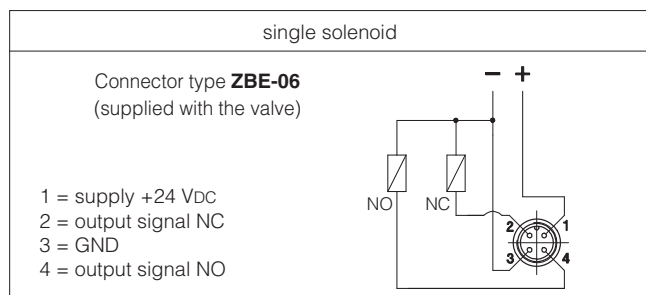 single solenoid
Connector type ZBE-06
(supplied with the valve)
− +
NO NC
1 = supply +24 VDC
2 = output signal NC
3 = GND
4 = output signal NO
2 1
3 4